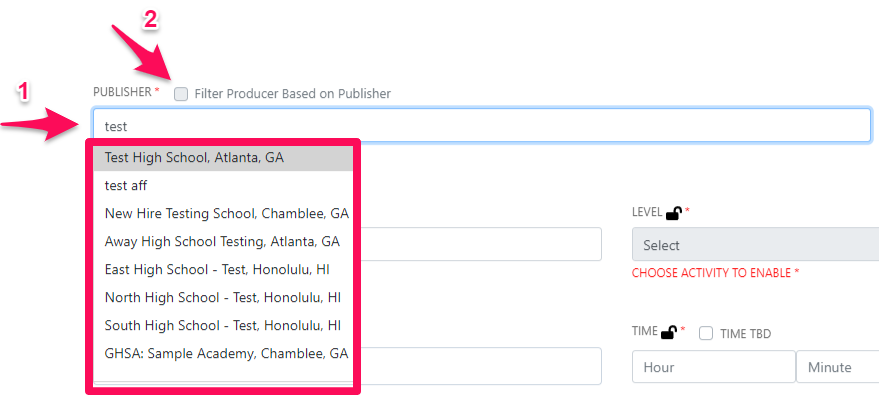 2
1
PUBLISHER * Filter Producer Based on Publisher
test
Test High School, Atlanta, GA
test aff
New Hire Testing School, Chamblee, GA
Away High School Testing, Atlanta, GA
East High School - Test, Honolulu, HI
North High School - Test, Honolulu, HI
South High School - Test, Honolulu, HI
GHSA: Sample Academy, Chamblee, GA
LEVEL *
Select
CHOOSE ACTIVITY TO ENABLE *
TIME * TIME TBD
Hour Minute